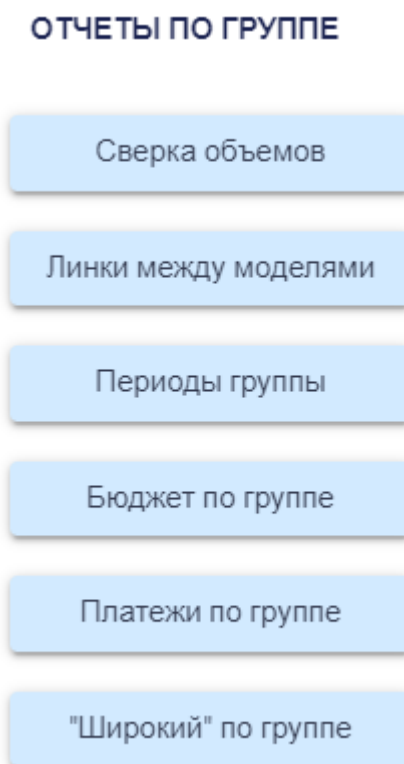 ОТЧЕТЫ ПО ГРУППЕ
Сверка объемов
Линки между моделями
Периоды группы
Бюджет по группе
Платежи по группе
"Широкий" по группе